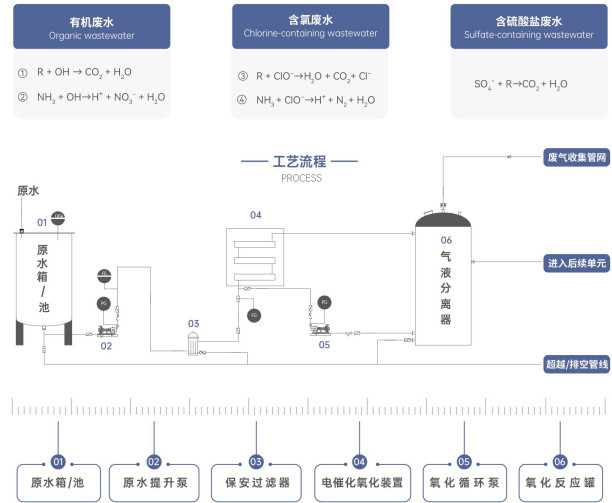 有机废水
Organic wastewater
① R + OH → CO₂ + H₂O
② NH₃ + OH→H⁺ + NO₃⁻ + H₂O
含氯废水
Chlorine-containing wastewater
③ R + ClO⁻→H₂O + CO₂+ Cl⁻
④ NH₃ + ClO⁻→H⁺ + N₂ + H₂O
含硫酸盐废水
Sulfate-containing wastewater
SO₄⁻ + R→CO₂ + H₂O
工艺流程
PROCESS
废气收集管网
原水
01
原水箱/池
02
PG
03
04
PG
PG
05
06
气液分离器
进入后续单元
超越/排空管线
01
原水箱/池
02
原水提升泵
03
保安过滤器
04
电催化氧化装置
05
氧化循环泵
06
氧化反应罐